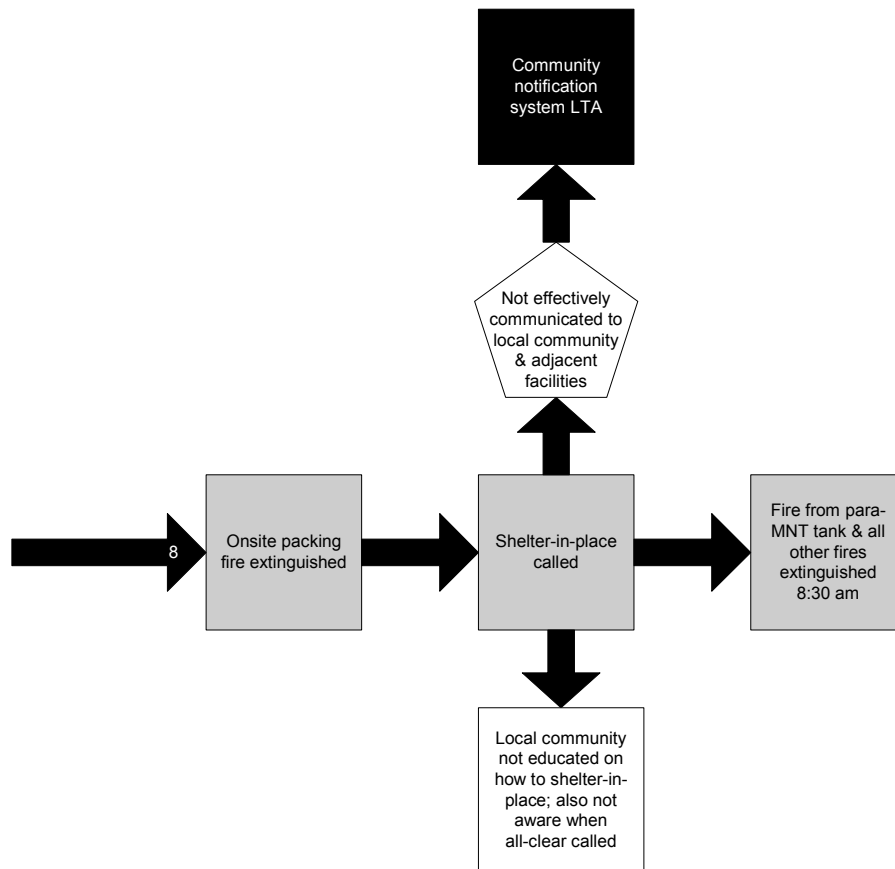 Community
notification
system LTA
Not effectively
communicated to
local community
& adjacent
facilities
8
Onsite packing
fire extinguished
Shelter-in-place
called
Fire from para-
MNT tank & all
other fires
extinguished
8:30 am
Local community
not educated on
how to shelter-in-
place; also not
aware when
all-clear called